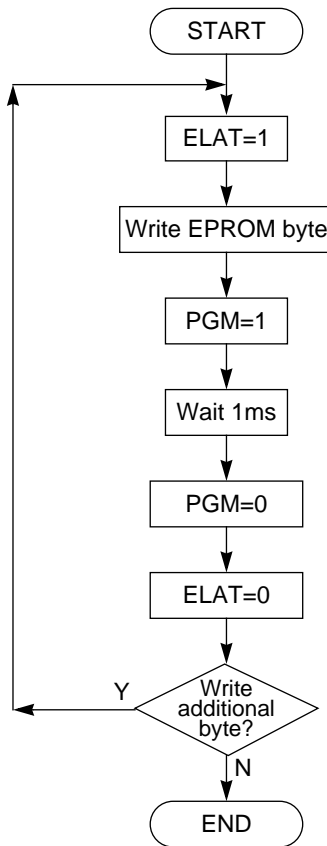 START
ELAT=1
Write EPROM byte
PGM=1
Wait 1ms
PGM=0
ELAT=0
Y
Write
additional
byte?
N
END